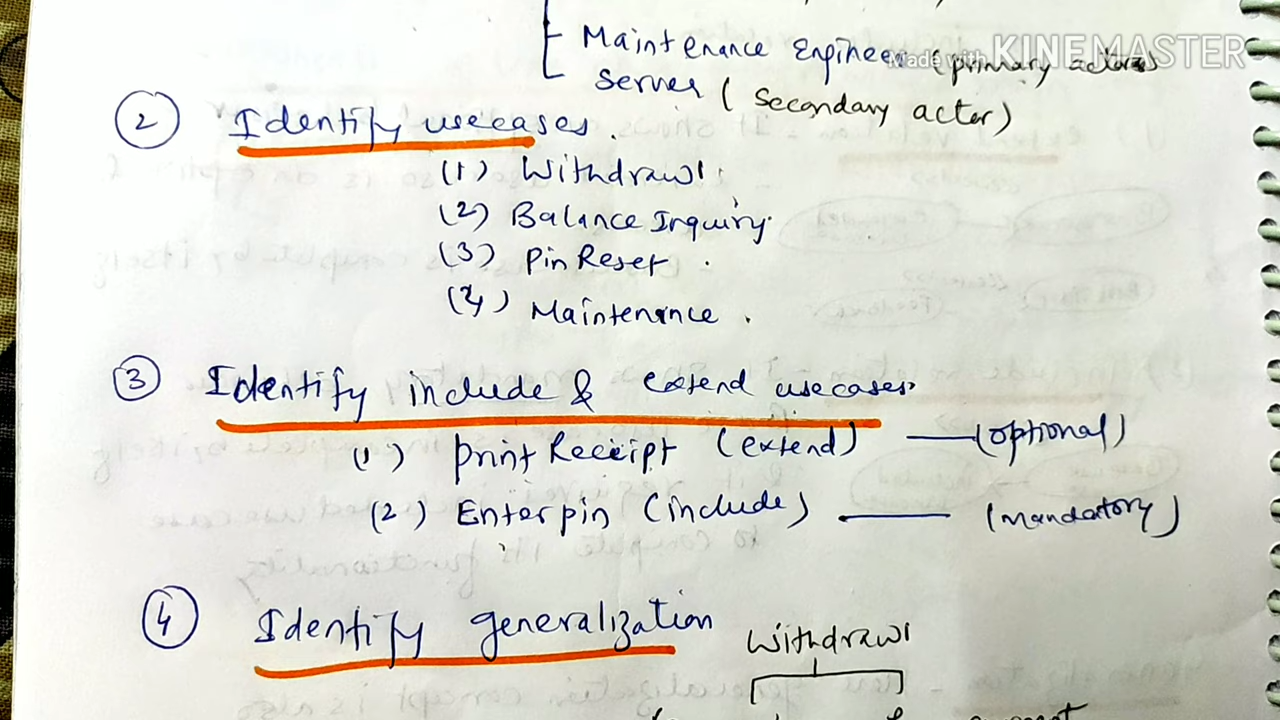 Maintenance Engineer (primary actors)
Made with KINEMASTER
Server (Secondary actor)
② Identify usecases.
(1) Withdrawl.
(2) Balance Inquiry.
(3) Pin Reset.
(4) Maintenance.
③ Identify include & extend usecases.
(1) Print Receipt (extend) — (optional)
(2) Enter pin (include) — (Mandatory)
④ Identify generalization
Withdrawl